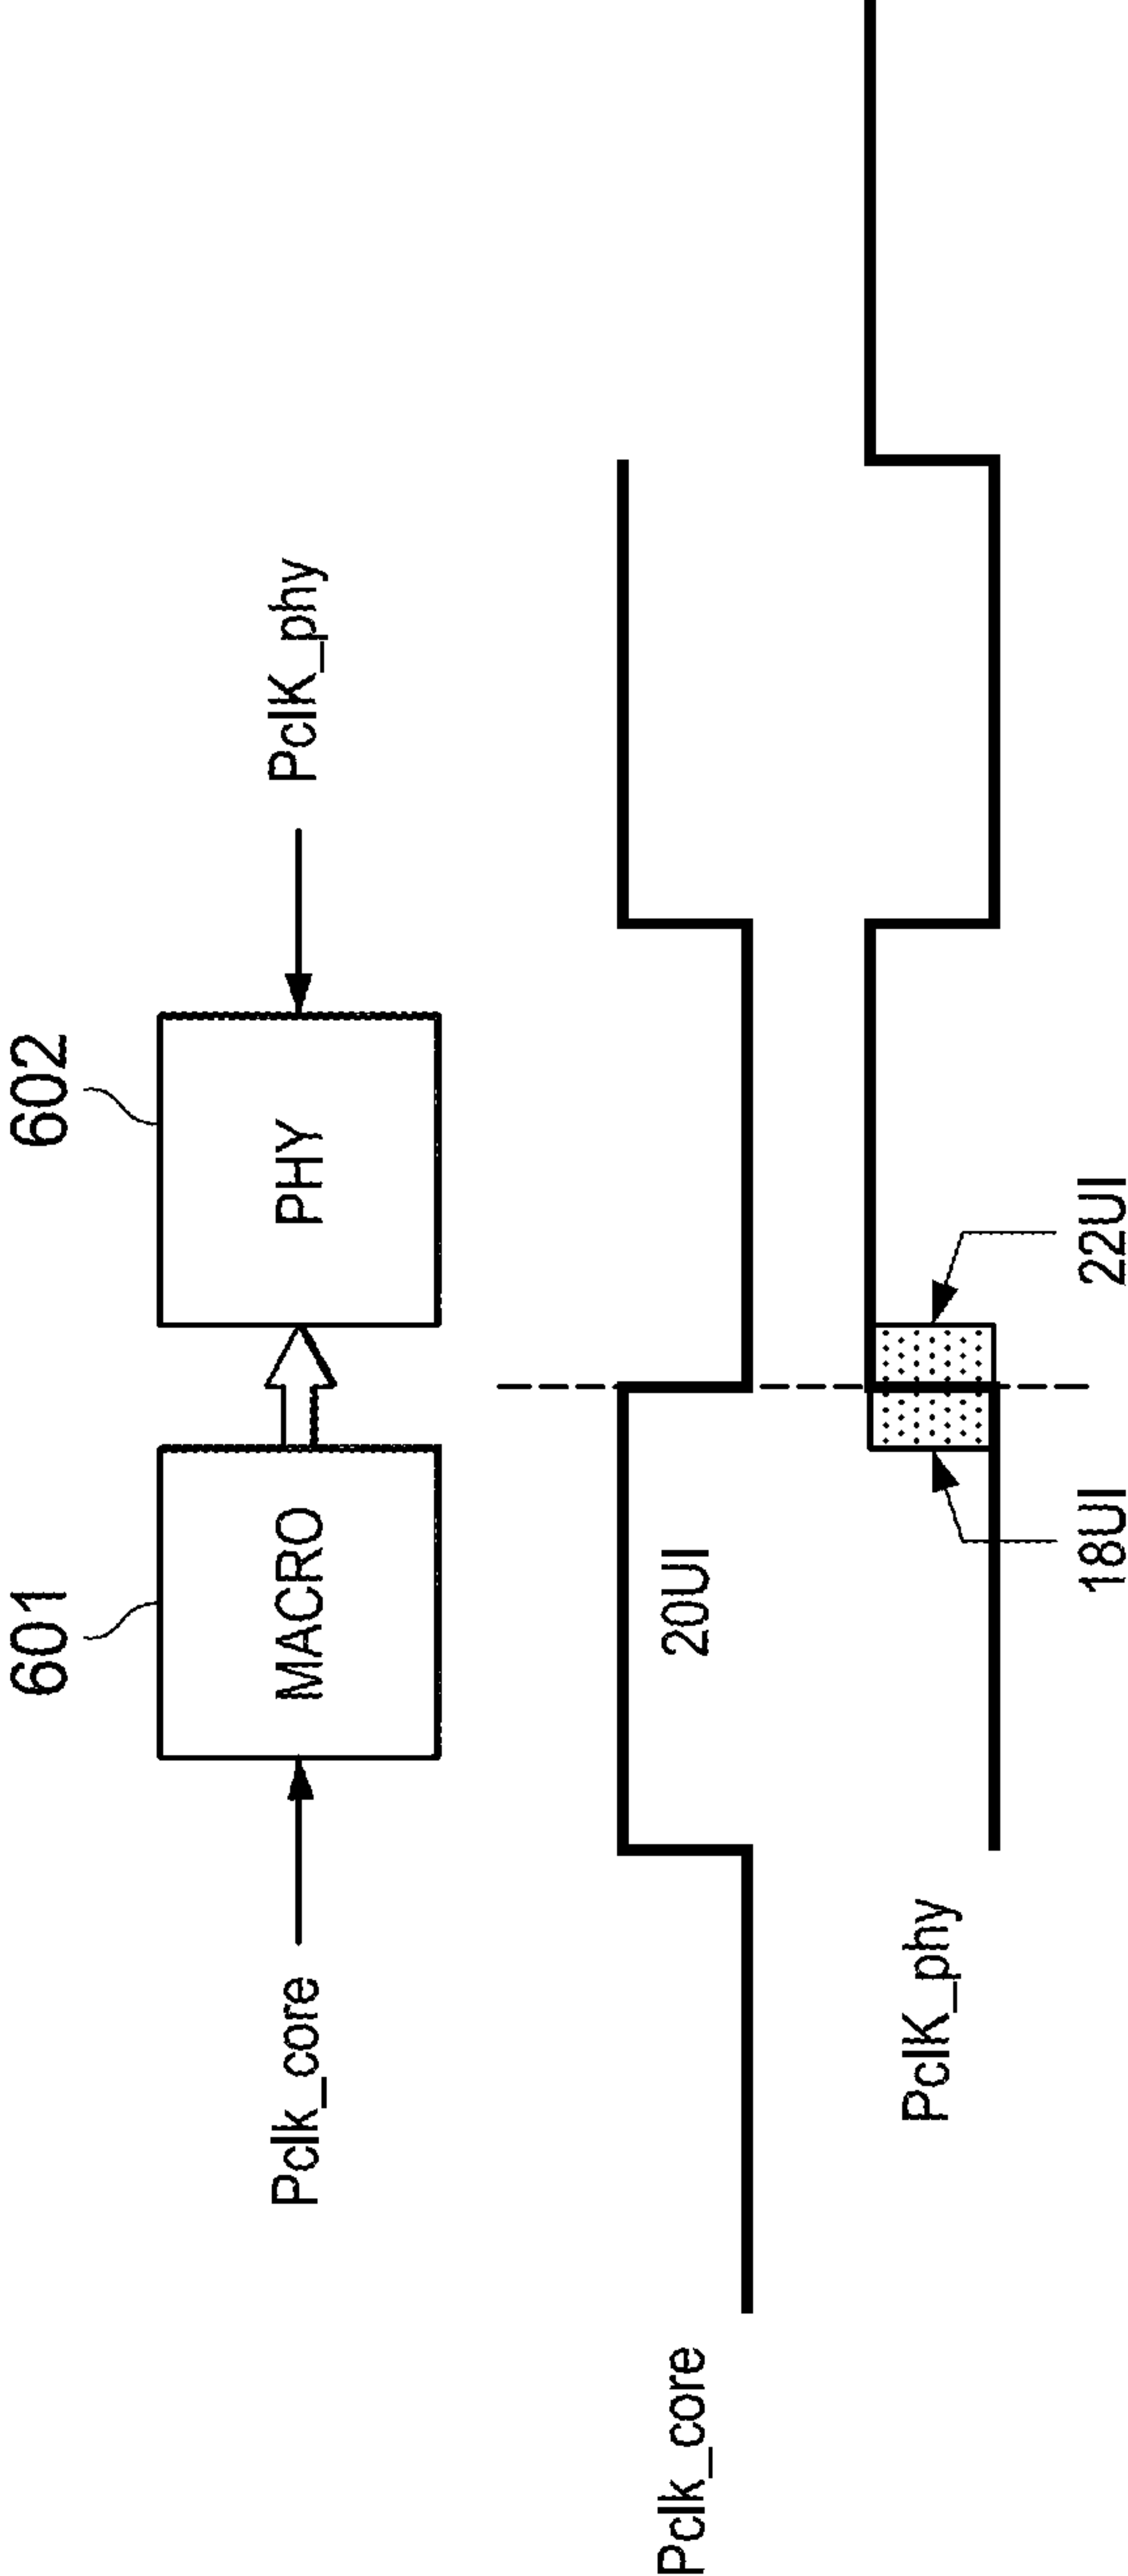 601
602
Pclk_core
MACRO
PHY
PclK_phy
Pclk_core
20UI
PclK_phy
18UI
22UI